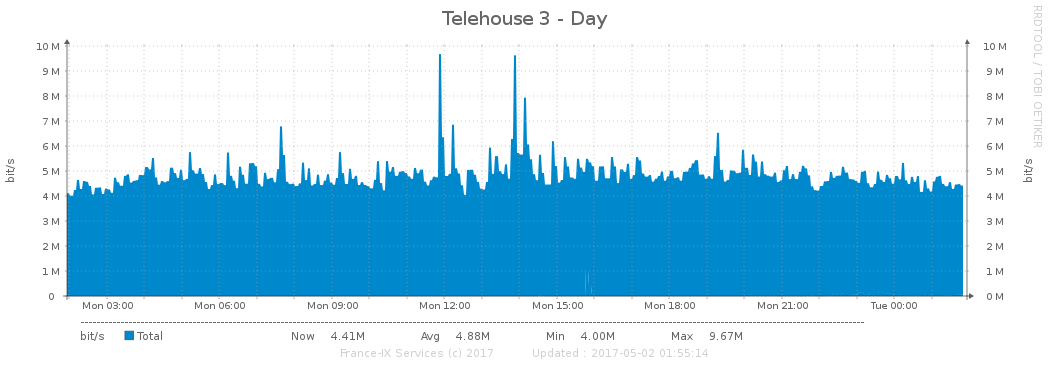 Telehouse 3 - Day
RRDTOOL / TOBI OETIKER
bit/s
10 M 10 M
9 M 9 M
8 M 8 M
7 M 7 M
6 M 6 M
5 M 5 M
4 M 4 M
3 M 3 M
2 M 2 M
1 M 1 M
0 0 M
bit/s
Mon 03:00 Mon 06:00 Mon 09:00 Mon 12:00 Mon 15:00 Mon 18:00 Mon 21:00 Tue 00:00
bit/s Total Now 4.41M Avg 4.88M Min 4.00M Max 9.67M
France-IX Services (c) 2017 Updated : 2017-05-02 01:55:14